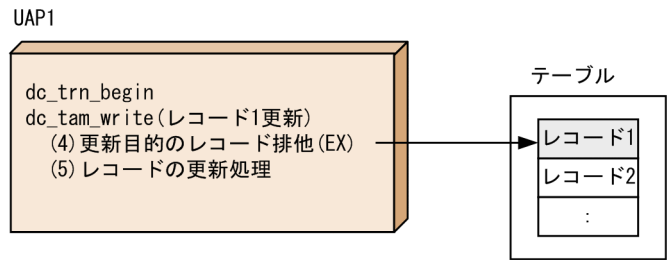 UAP1
dc_trn_begin
dc_tam_write(レコード1更新)
(4)更新目的のレコード排他(EX)
(5)レコードの更新処理
テーブル
レコード1
レコード2
: